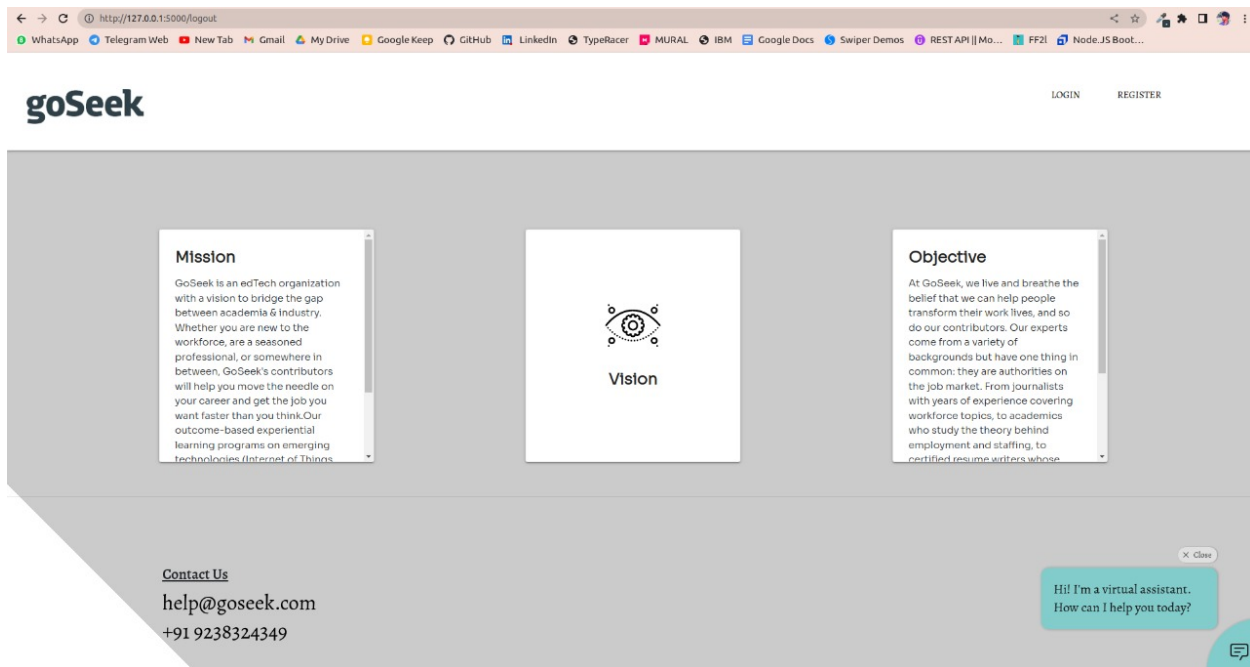 http://127.0.0.1:5000/logout
WhatsApp Telegram Web New Tab Gmail My Drive Google Keep GitHub LinkedIn TypeRacer MURAL IBM Google Docs Swiper Demos REST API || Mo... FF2l Node.JS Boot...
goSeek
LOGIN REGISTER
Mission
GoSeek is an edTech organization
with a vision to bridge the gap
between academia & industry.
Whether you are new to the
workforce, are a seasoned
professional, or somewhere in
between, GoSeek's contributors
will help you move the needle on
your career and get the job you
want faster than you think.Our
outcome-based experiential
learning programs on emerging
technologies (Internet of Things
Vision
Objective
At GoSeek, we live and breathe the
belief that we can help people
transform their work lives, and so
do our contributors. Our experts
come from a variety of
backgrounds but have one thing in
common: they are authorities on
the job market. From journalists
with years of experience covering
workforce topics, to academics
who study the theory behind
employment and staffing, to
certified resume writers whose
Contact Us
help@goseek.com
+91 9238324349
× Close
Hi! I'm a virtual assistant.
How can I help you today?